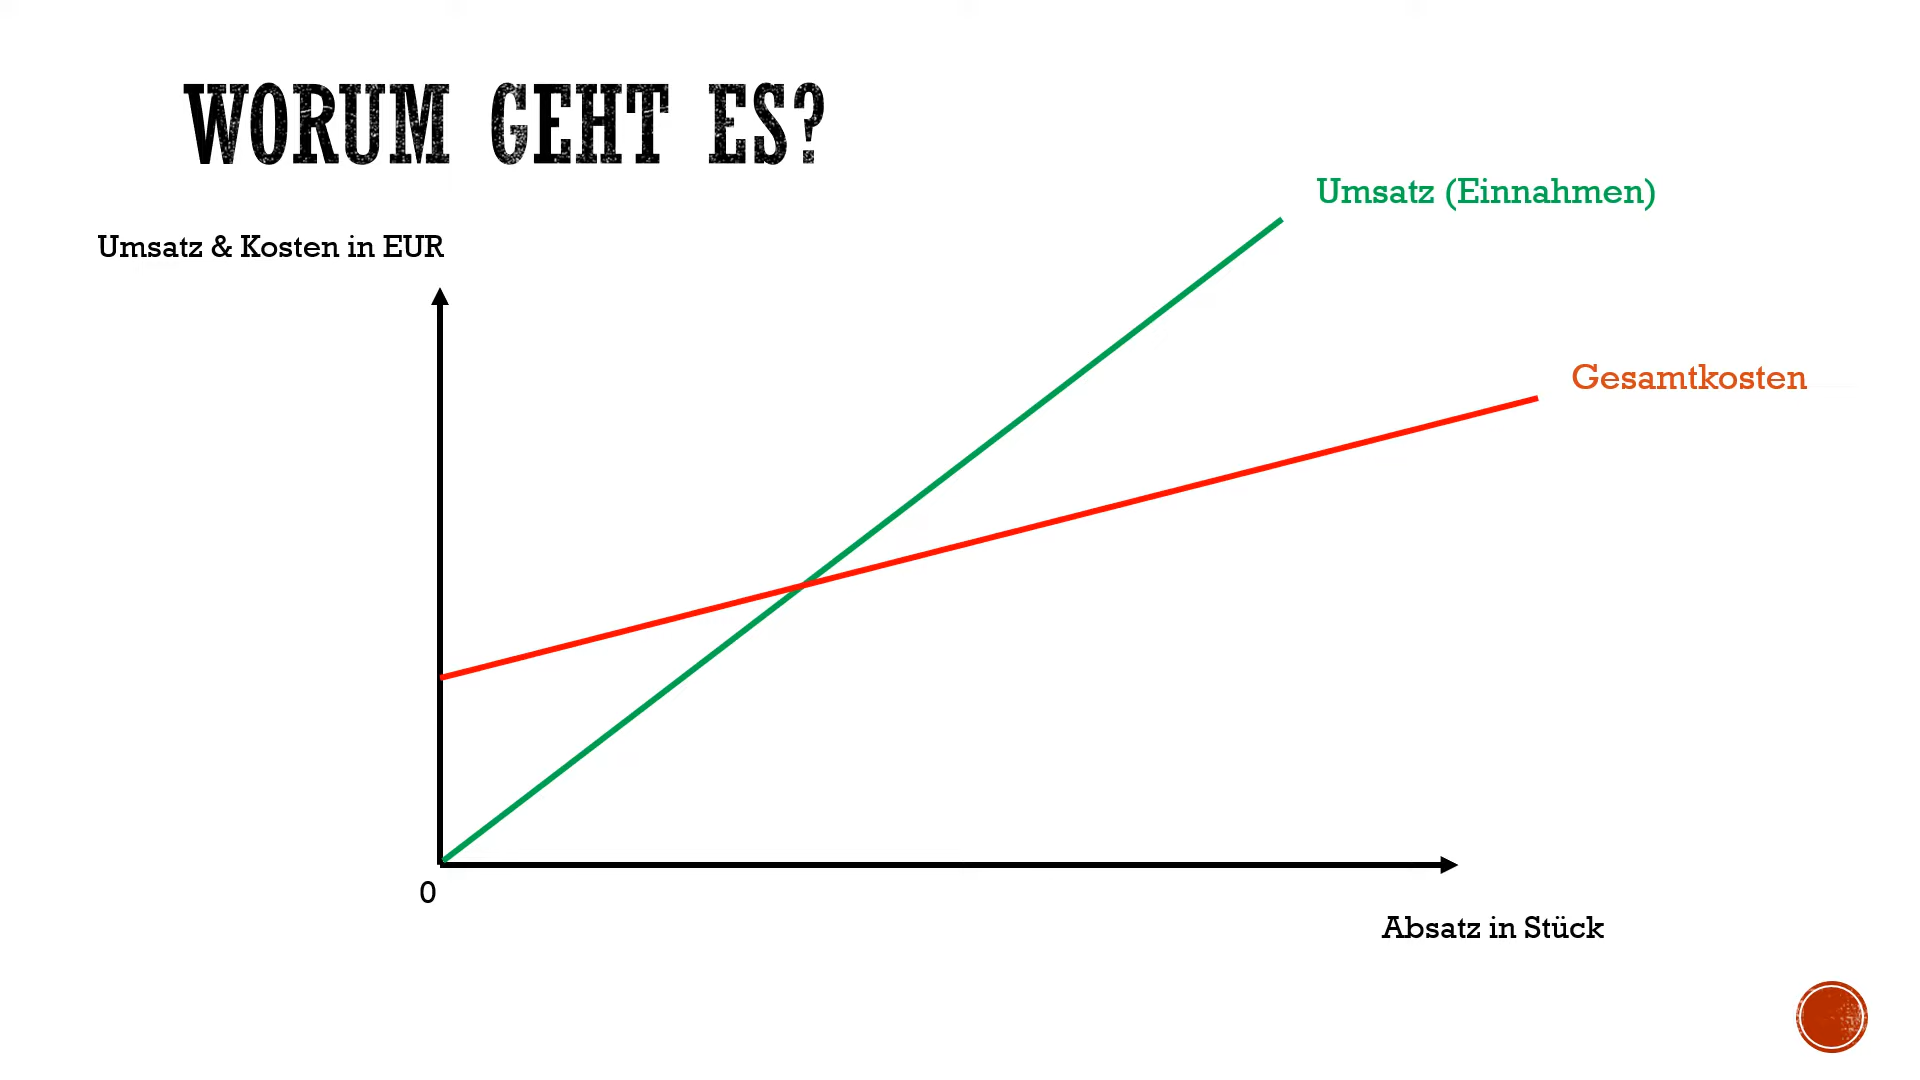 WORUM GEHT ES?
Umsatz (Einnahmen)
Umsatz & Kosten in EUR
Gesamtkosten
0
Absatz in Stück